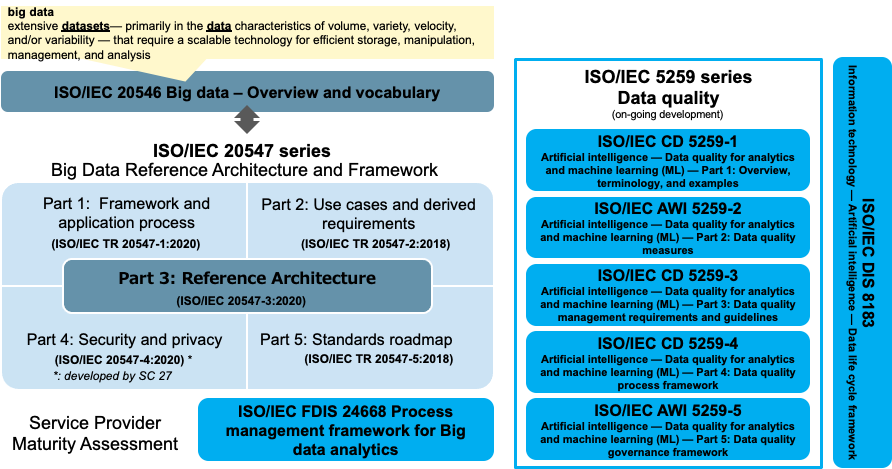 big data
extensive datasets— primarily in the data characteristics of volume, variety, velocity,
and/or variability — that require a scalable technology for efficient storage, manipulation,
management, and analysis
ISO/IEC 20546 Big data – Overview and vocabulary
ISO/IEC 20547 series
Big Data Reference Architecture and Framework
Part 1:  Framework and
application process
(ISO/IEC TR 20547-1:2020)
Part 2: Use cases and derived
requirements
(ISO/IEC TR 20547-2:2018)
Part 3: Reference Architecture
(ISO/IEC 20547-3:2020)
Part 4: Security and privacy
(ISO/IEC 20547-4:2020) *
*: developed by SC 27
Part 5: Standards roadmap
(ISO/IEC TR 20547-5:2018)
Service Provider
Maturity Assessment
ISO/IEC FDIS 24668 Process
management framework for Big
data analytics
ISO/IEC 5259 series
Data quality
(on-going development)
ISO/IEC CD 5259-1
Artificial intelligence — Data quality for analytics
and machine learning (ML) — Part 1: Overview,
terminology, and examples
ISO/IEC AWI 5259-2
Artificial intelligence — Data quality for analytics
and machine learning (ML) — Part 2: Data quality
measures
ISO/IEC CD 5259-3
Artificial intelligence — Data quality for analytics
and machine learning (ML) — Part 3: Data quality
management requirements and guidelines
ISO/IEC CD 5259-4
Artificial intelligence — Data quality for analytics
and machine learning (ML) — Part 4: Data quality
process framework
ISO/IEC AWI 5259-5
Artificial intelligence — Data quality for analytics
and machine learning (ML) — Part 5: Data quality
governance framework
ISO/IEC DIS 8183
Information technology — Artificial intelligence — Data life cycle framework